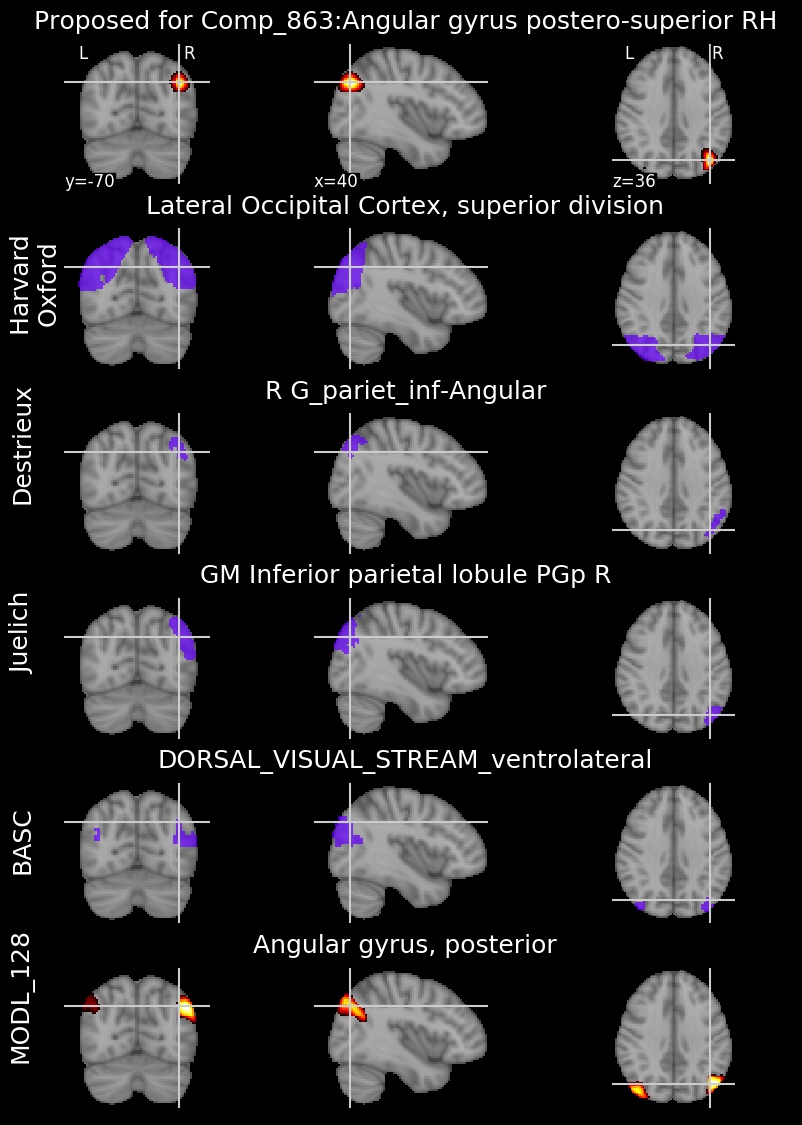 Proposed for Comp_863:Angular gyrus postero-superior RH
L R L R
y=-70 x=40 z=36
Lateral Occipital Cortex, superior division
Harvard
Oxford
R G_pariet_inf-Angular
Destrieux
GM Inferior parietal lobule PGp R
Juelich
DORSAL_VISUAL_STREAM_ventrolateral
BASC
Angular gyrus, posterior
MODL_128